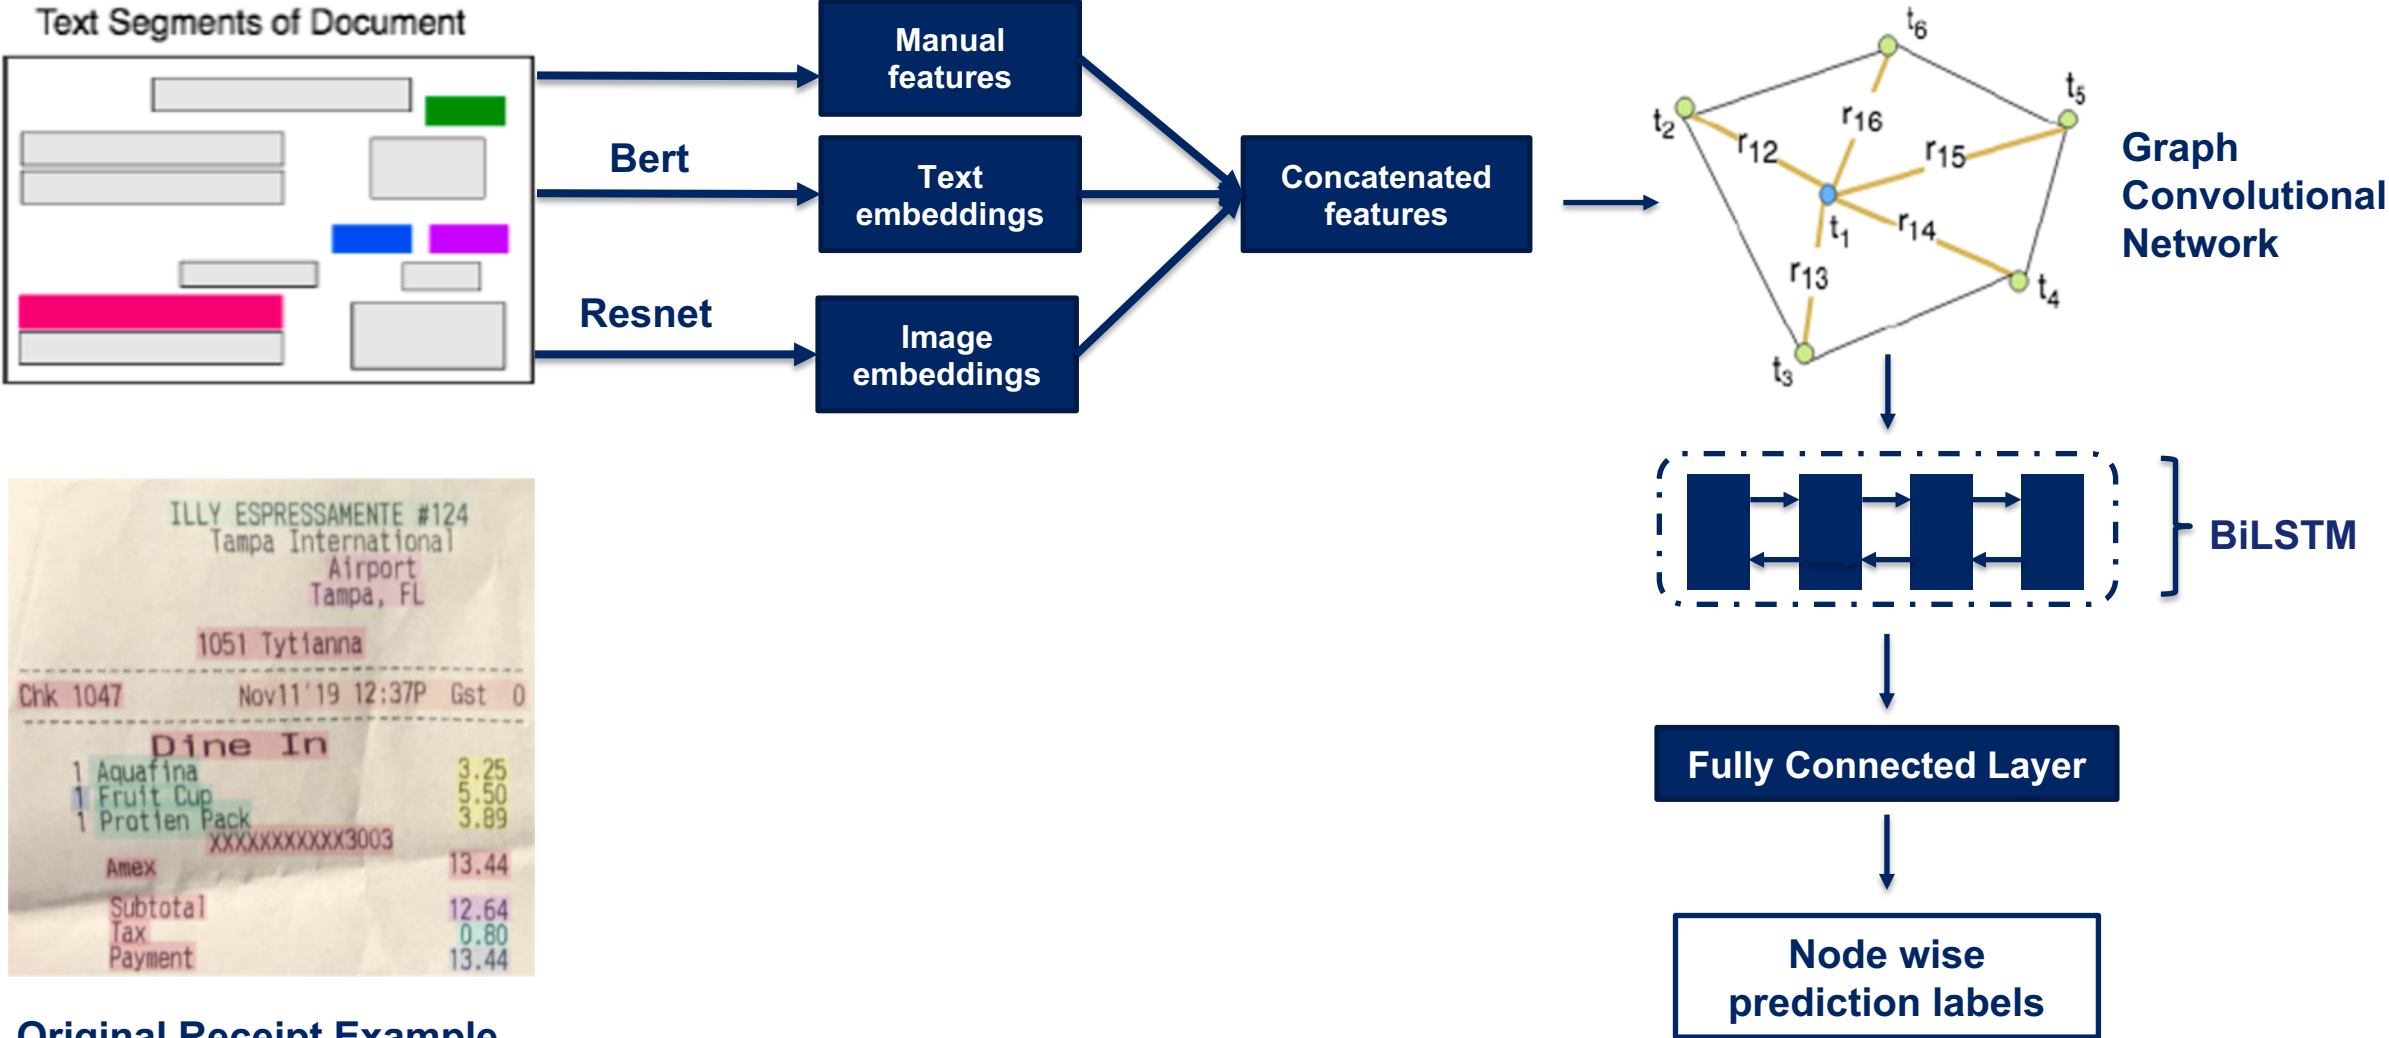 Text Segments of Document
Manual
features
Bert
Text
embeddings
Resnet
Image
embeddings
Concatenated
features
t6
t5
t2
r16
r12
r15
t1
r14
r13
t4
t3
Graph
Convolutional
Network
BiLSTM
Fully Connected Layer
Node wise
prediction labels
ILLY ESPRESSAMENTE #124
Tampa International
Airport
Tampa, FL
1051 Tytianna
Chk 1047 Nov11'19 12:37P Gst 0
Dine In
1 Aquafina 3.25
1 Fruit Cup 5.50
1 Protien Pack 3.89
XXXXXXXXXXX3003
Amex 13.44
Subtotal 12.64
Tax 0.80
Payment 13.44
Original Receipt Example